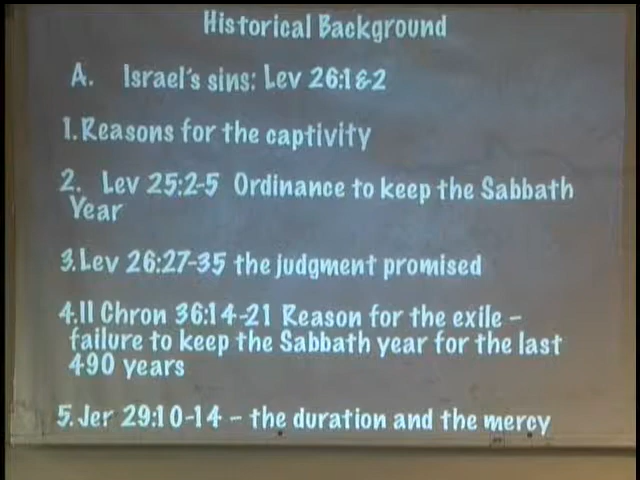 Historical Background
A. Israel's sins: Lev 26:1&2
1.Reasons for the captivity
2. Lev 25:2-5 Ordinance to keep the Sabbath
Year
3.Lev 26:27-35 the judgment promised
4.II Chron 36:14-21 Reason for the exile –
failure to keep the Sabbath year for the last
490 years
5.Jer 29:10-14 – the duration and the mercy